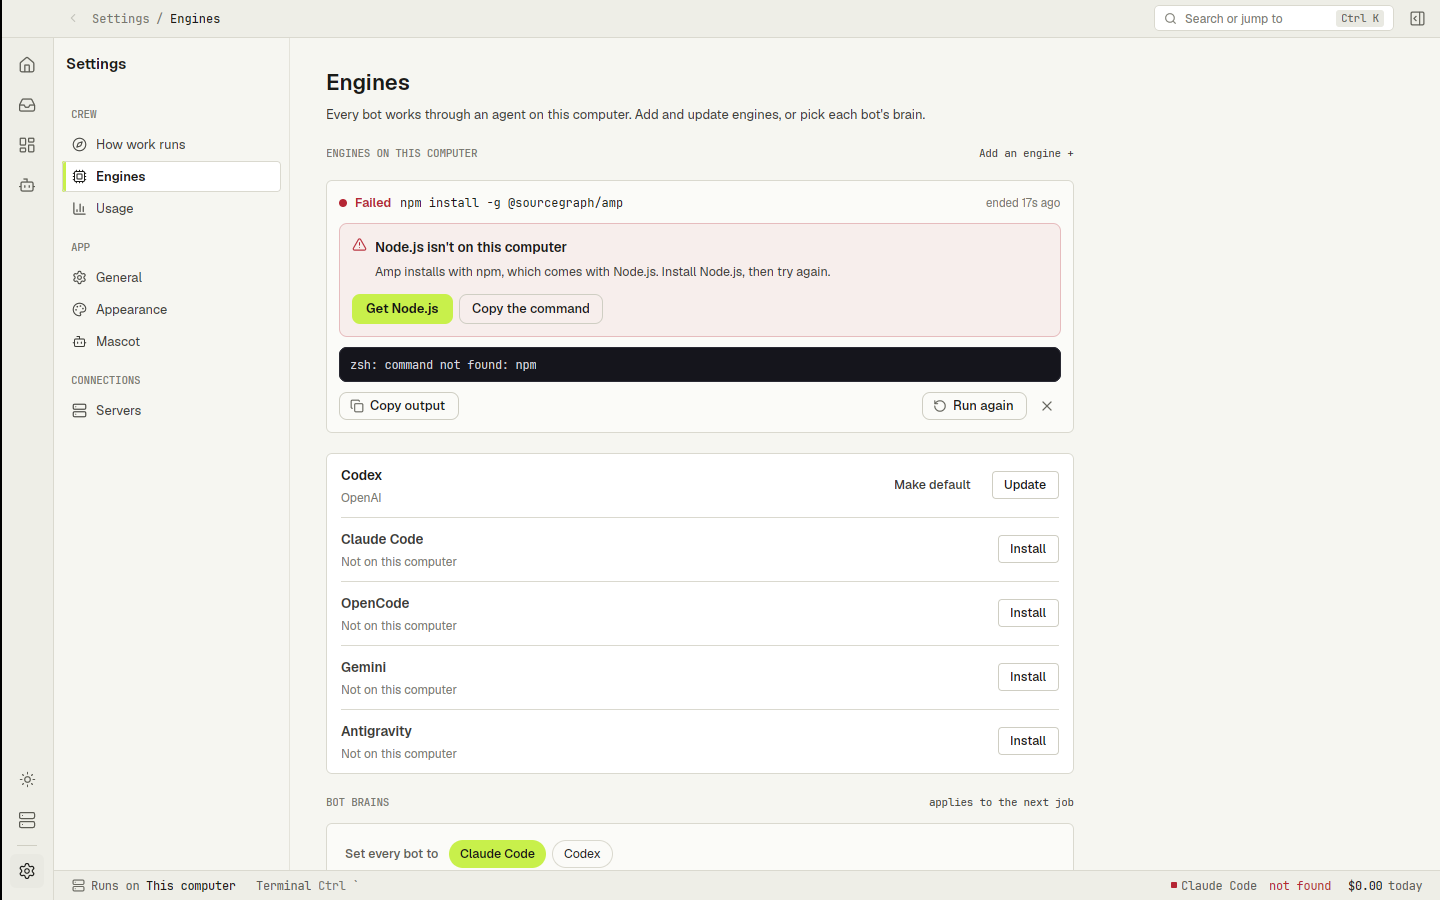 Settings / Engines
Search or jump to
Ctrl K
Settings
CREW
How work runs
Engines
Usage
APP
General
Appearance
Mascot
CONNECTIONS
Servers
Engines
Every bot works through an agent on this computer. Add and update engines, or pick each bot's brain.
ENGINES ON THIS COMPUTER
Add an engine +
Failed npm install -g @sourcegraph/amp
ended 17s ago
Node.js isn't on this computer
Amp installs with npm, which comes with Node.js. Install Node.js, then try again.
Get Node.js
Copy the command
zsh: command not found: npm
Copy output
Run again
Codex
OpenAI
Make default
Update
Claude Code
Not on this computer
Install
OpenCode
Not on this computer
Install
Gemini
Not on this computer
Install
Antigravity
Not on this computer
Install
BOT BRAINS
applies to the next job
Set every bot to
Claude Code
Codex
Runs on This computer
Terminal Ctrl `
Claude Code not found
$0.00 today